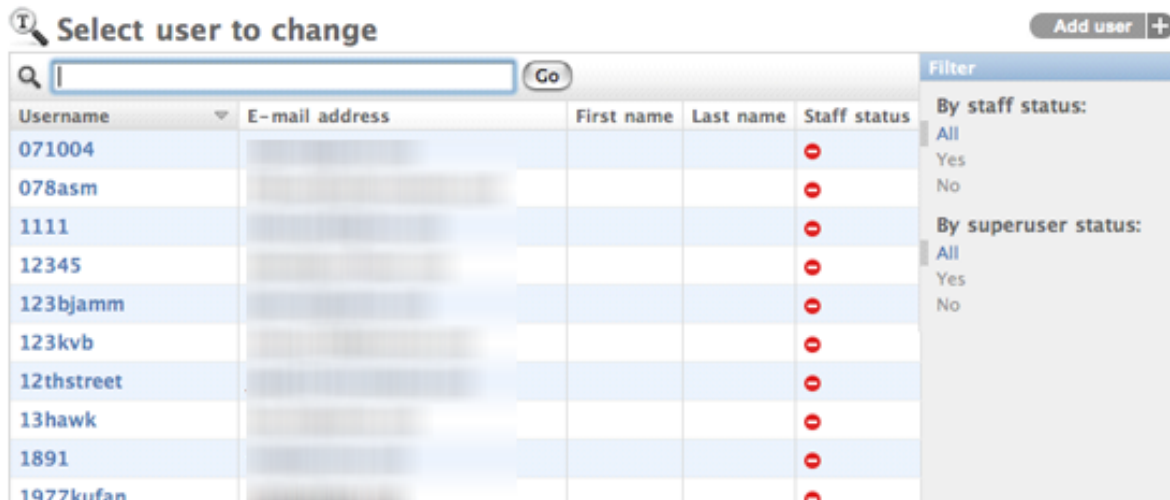 Select user to change
Add user
Go
Filter
Username E-mail address First name Last name Staff status
By staff status:
All
Yes
No
By superuser status:
All
Yes
No
071004
078asm
1111
12345
123bjamm
123kvb
12thstreet
13hawk
1891
1977kufan